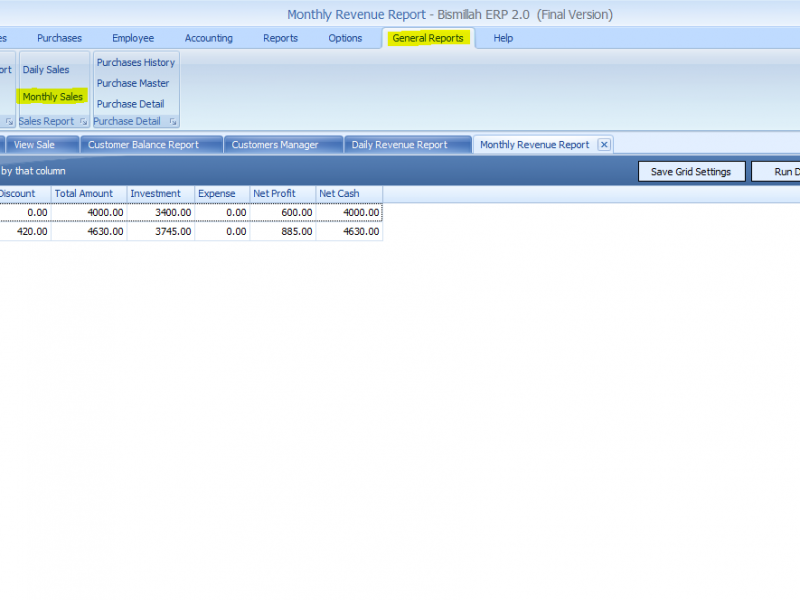 Monthly Revenue Report - Bismillah ERP 2.0 (Final Version)
es Purchases Employee Accounting Reports Options General Reports Help
ort Daily Sales Purchases History
Purchase Master
Monthly Sales
Purchase Detail
Sales Report Purchase Detail
View Sale Customer Balance Report Customers Manager Daily Revenue Report Monthly Revenue Report
by that column Save Grid Settings Run D
Discount Total Amount Investment Expense Net Profit Net Cash
0.00 4000.00 3400.00 0.00 600.00 4000.00
420.00 4630.00 3745.00 0.00 885.00 4630.00